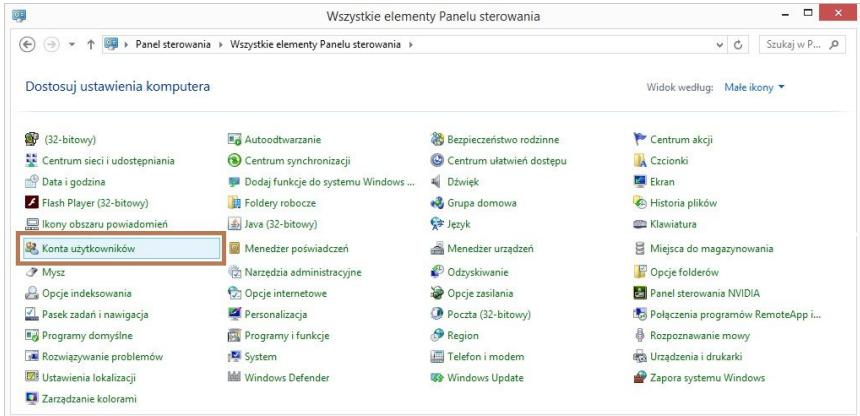 Wszystkie elementy Panelu sterowania
Panel sterowania Wszystkie elementy Panelu sterowania Szukaj w P...
Dostosuj ustawienia komputera Widok według: Małe ikony
(32-bitowy) Autoodtwarzanie Bezpieczeństwo rodzinne Centrum akcji
Centrum sieci i udostępniania Centrum synchronizacji Centrum ułatwień dostępu Czcionki
Data i godzina Dodaj funkcje do systemu Windows ... Dźwięk Ekran
Flash Player (32-bitowy) Foldery robocze Grupa domowa Historia plików
Ikony obszaru powiadomień Java (32-bitowy) Język Klawiatura
Konta użytkowników Menedżer poświadczeń Menedżer urządzeń Miejsca do magazynowania
Mysz Narzędzia administracyjne Odzyskiwanie Opcje folderów
Opcje indeksowania Opcje internetowe Opcje zasilania Panel sterowania NVIDIA
Pasek zadań i nawigacja Personalizacja Poczta (32-bitowy) Połączenia programów RemoteApp i...
Programy domyślne Programy i funkcje Region Rozpoznawanie mowy
Rozwiązywanie problemów System Telefon i modem Urządzenia i drukarki
Ustawienia lokalizacji Windows Defender Windows Update Zapora systemu Windows
Zarządzanie kolorami